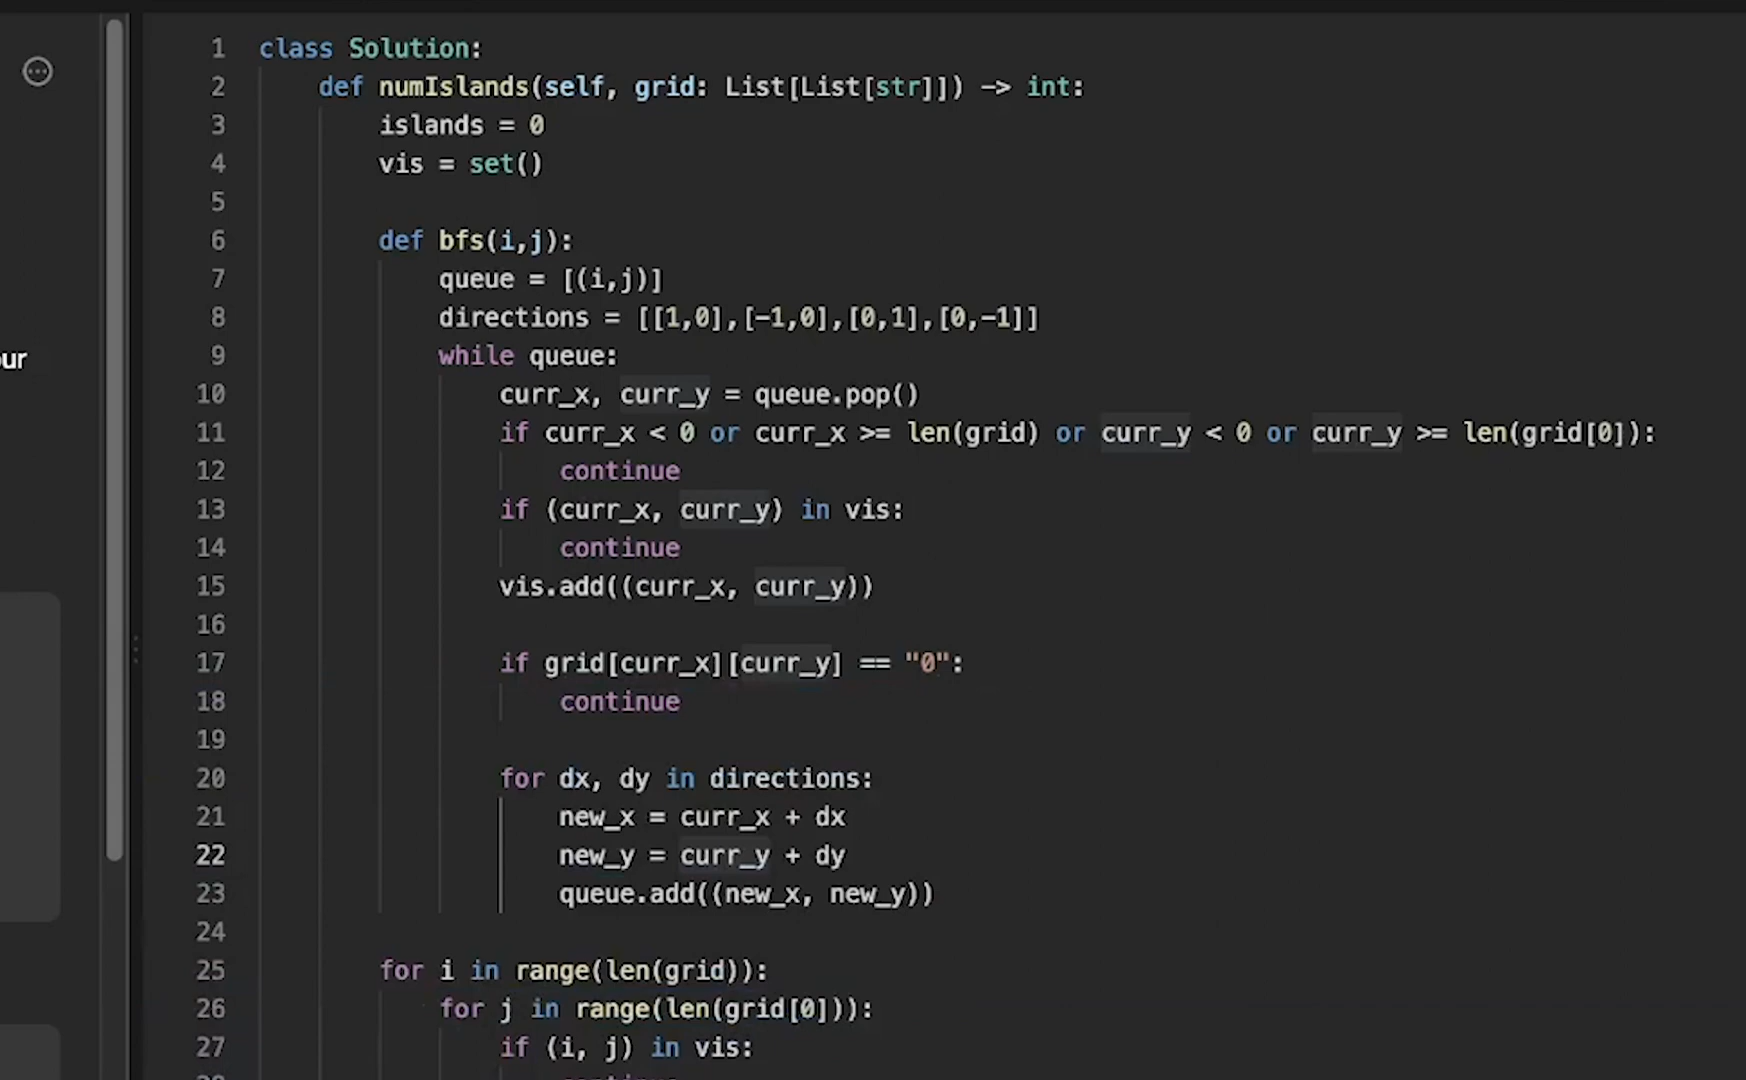 1 class Solution:
2 def numIslands(self, grid: List[List[str]]) -> int:
3 islands = 0
4 vis = set()
5
6 def bfs(i,j):
7 queue = [(i,j)]
8 directions = [[1,0],[-1,0],[0,1],[0,-1]]
9 while queue:
10 curr_x, curr_y = queue.pop()
11 if curr_x < 0 or curr_x >= len(grid) or curr_y < 0 or curr_y >= len(grid[0]):
12 continue
13 if (curr_x, curr_y) in vis:
14 continue
15 vis.add((curr_x, curr_y))
16
17 if grid[curr_x][curr_y] == "0":
18 continue
19
20 for dx, dy in directions:
21 new_x = curr_x + dx
22 new_y = curr_y + dy
23 queue.add((new_x, new_y))
24
25 for i in range(len(grid)):
26 for j in range(len(grid[0])):
27 if (i, j) in vis: